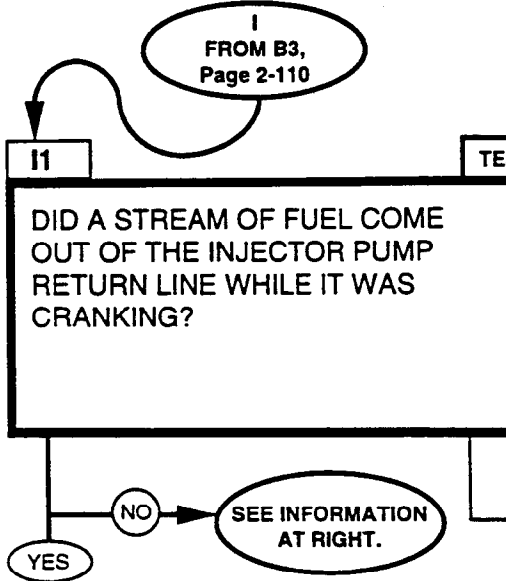 I
FROM B3,
Page 2-110
I1
TE
DID A STREAM OF FUEL COME
OUT OF THE INJECTOR PUMP
RETURN LINE WHILE IT WAS
CRANKING?
NO
SEE INFORMATION
AT RIGHT.
YES